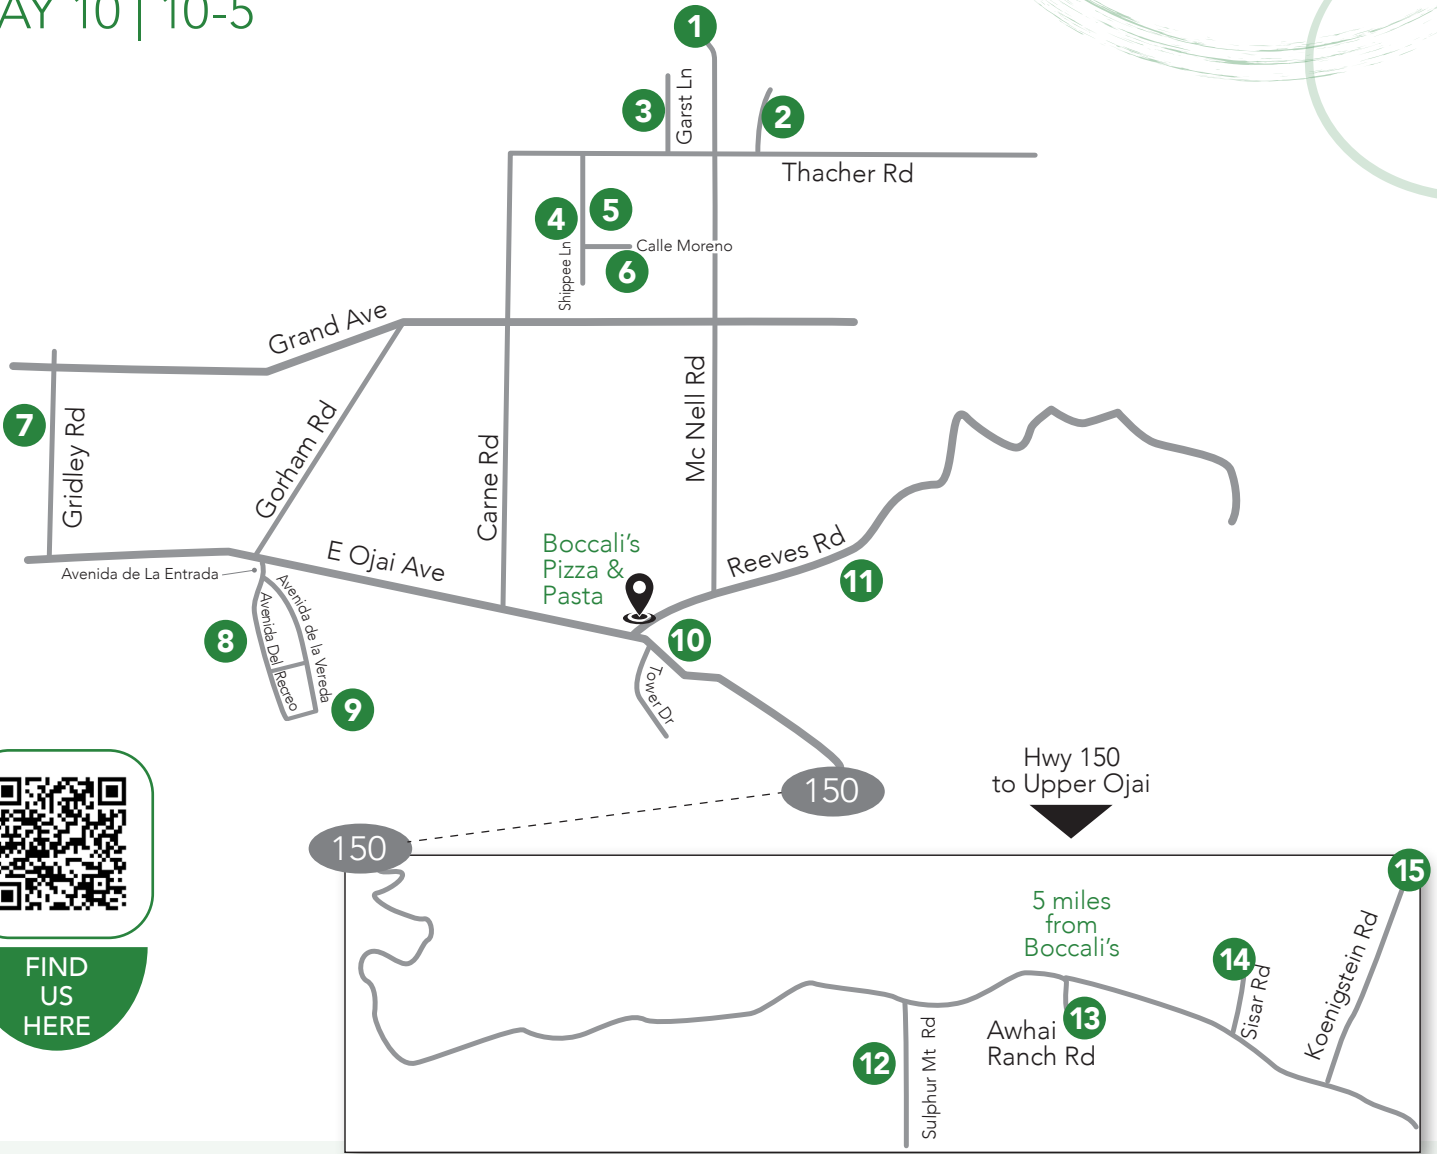 AY 10 | 10-5
1
Garst Ln
3
2
Thacher Rd
4
5
Calle Moreno
Shippee Ln
6
Grand Ave
7
Gridley Rd
Gorham Rd
Carne Rd
Mc Nell Rd
Boccali's
Pizza &
Pasta
E Ojai Ave
Reeves Rd
11
Avenida de La Entrada
Avenida de la Vereda
Avenida Del Recreo
8
9
10
Tower Dr
150
Hwy 150
to Upper Ojai
150
15
5 miles
from
Boccali's
14
Sisar Rd
Koenigstein Rd
13
Awhai
Ranch Rd
12
Sulphur Mt Rd
FIND
US
HERE